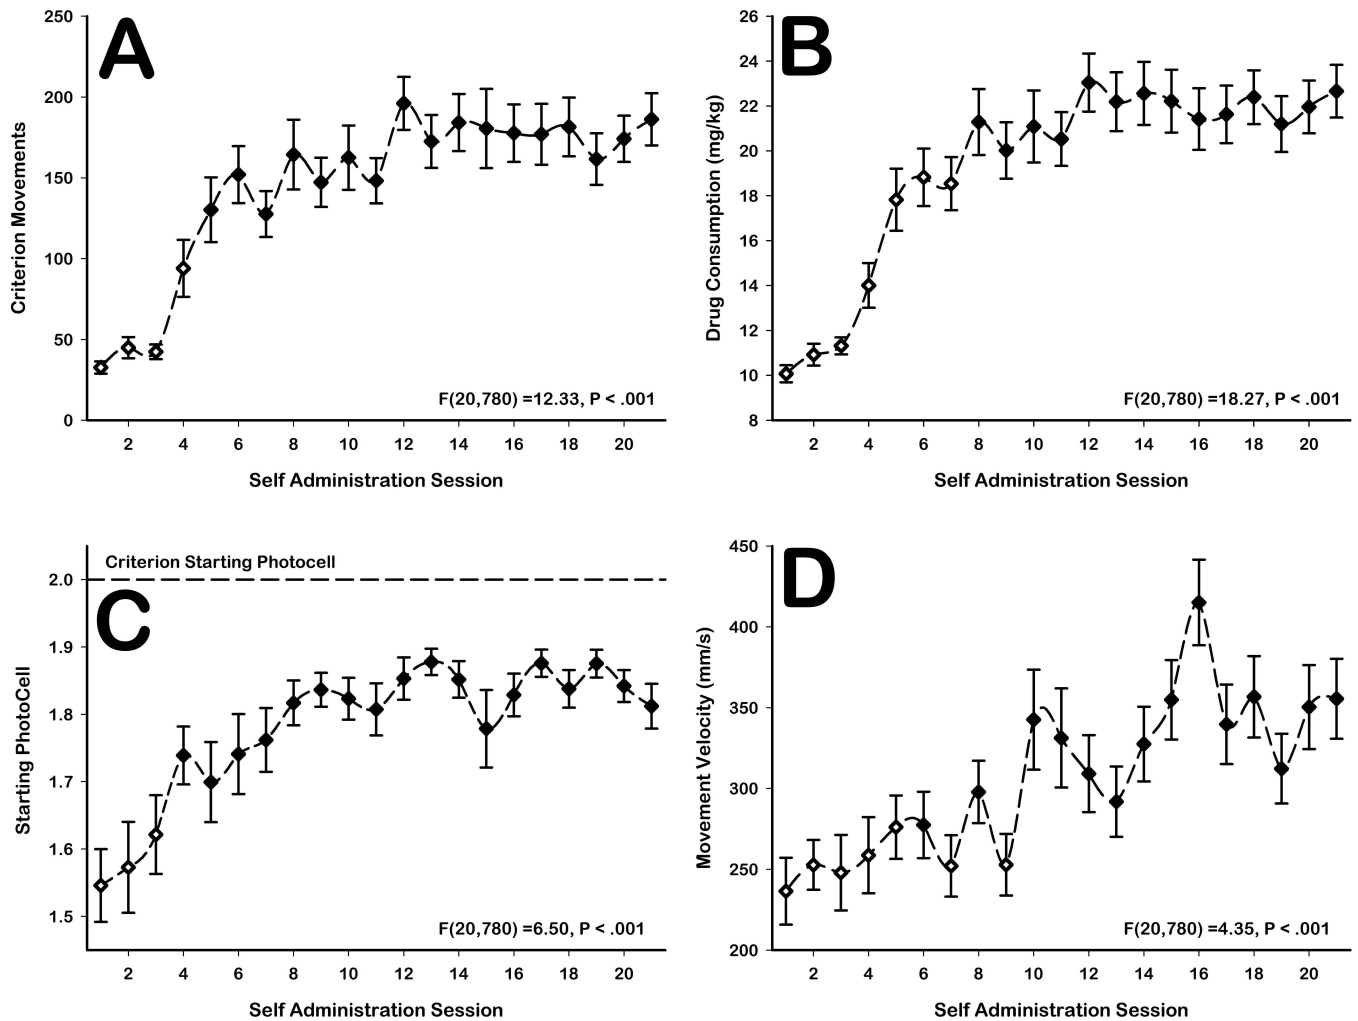 A
250
200
150
100
50
0
Criterion Movements
F(20,780) =12.33, P < .001
2 4 6 8 10 12 14 16 18 20
Self Administration Session
B
26
24
22
20
18
16
14
12
10
8
Drug Consumption (mg/kg)
F(20,780) =18.27, P < .001
2 4 6 8 10 12 14 16 18 20
Self Administration Session
Criterion Starting Photocell
C
2.0
1.9
1.8
1.7
1.6
1.5
Starting PhotoCell
F(20,780) =6.50, P < .001
2 4 6 8 10 12 14 16 18 20
Self Administration Session
D
450
400
350
300
250
200
Movement Velocity (mm/s)
F(20,780) =4.35, P < .001
2 4 6 8 10 12 14 16 18 20
Self Administration Session